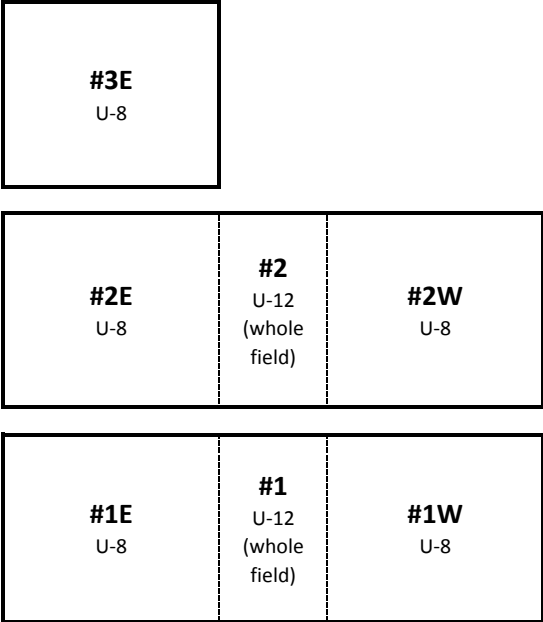 #3E
U-8
#2E
U-8
#2
U-12
(whole
field)
#2W
U-8
#1E
U-8
#1
U-12
(whole
field)
#1W
U-8